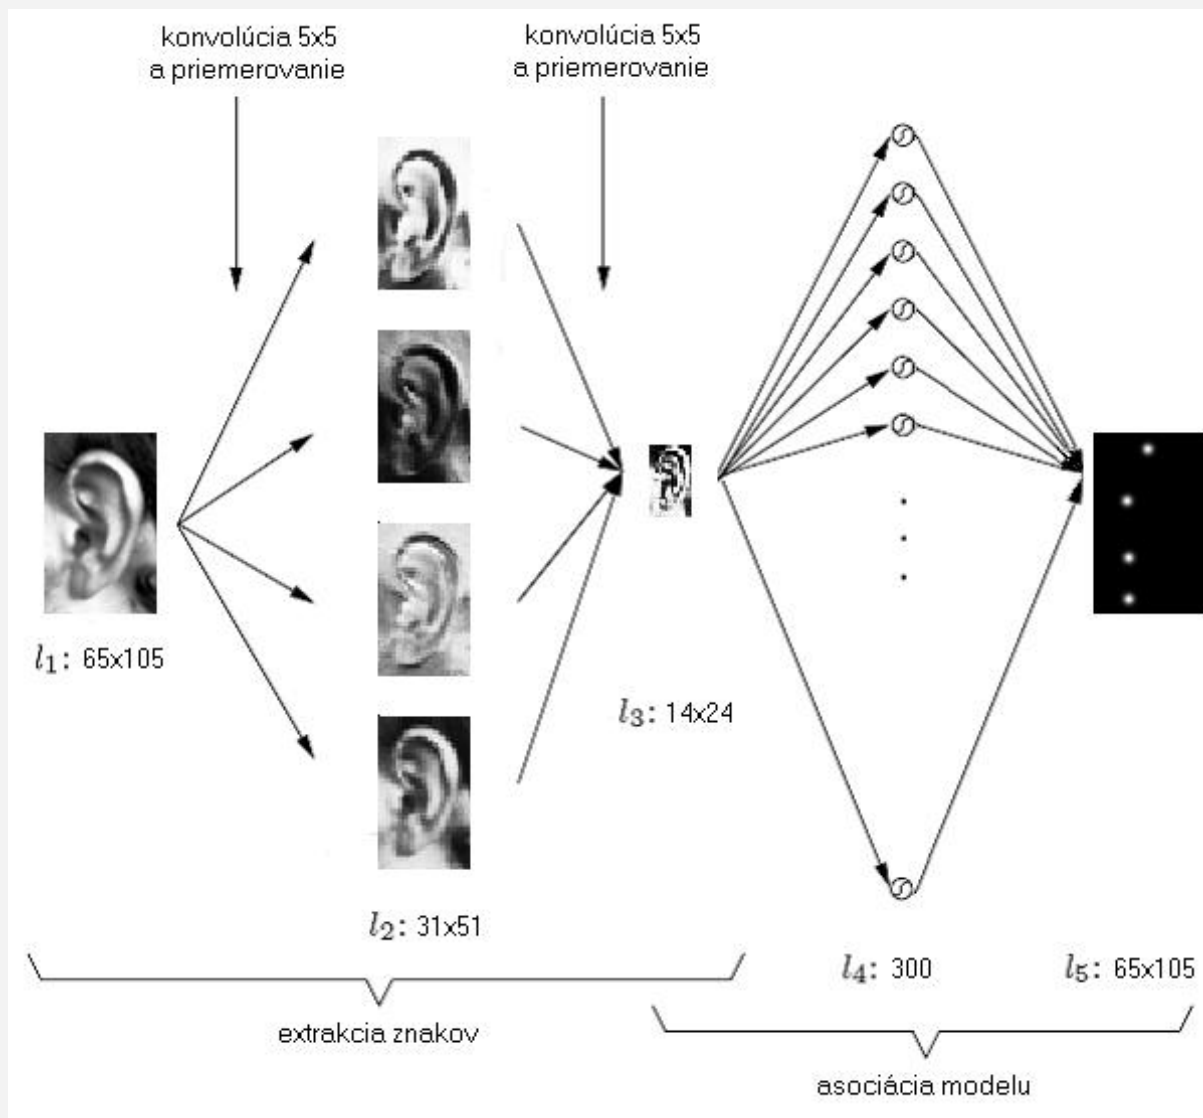 konvolúcia 5x5
a priemerovanie
konvolúcia 5x5
a priemerovanie
l₁: 65x105
l₃: 14x24
l₂: 31x51
l₄: 300
l₅: 65x105
extrakcia znakov
asociácia modelu